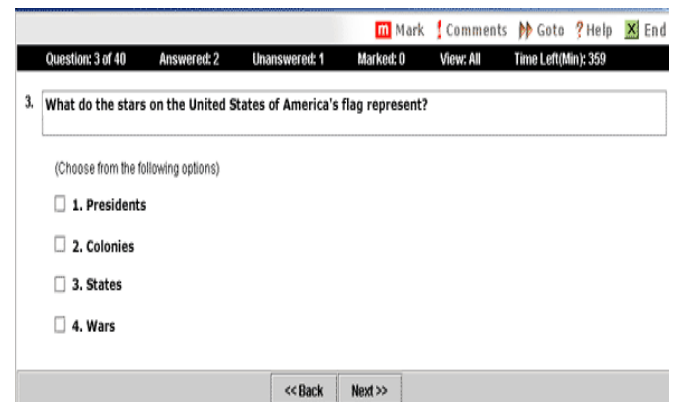 m Mark ! Comments Goto ? Help X End
Question: 3 of 40 Answered: 2 Unanswered: 1 Marked: 0 View: All Time Left(Min): 359
3. What do the stars on the United States of America's flag represent?
(Choose from the following options)
1. Presidents
2. Colonies
3. States
4. Wars
<< Back Next >>